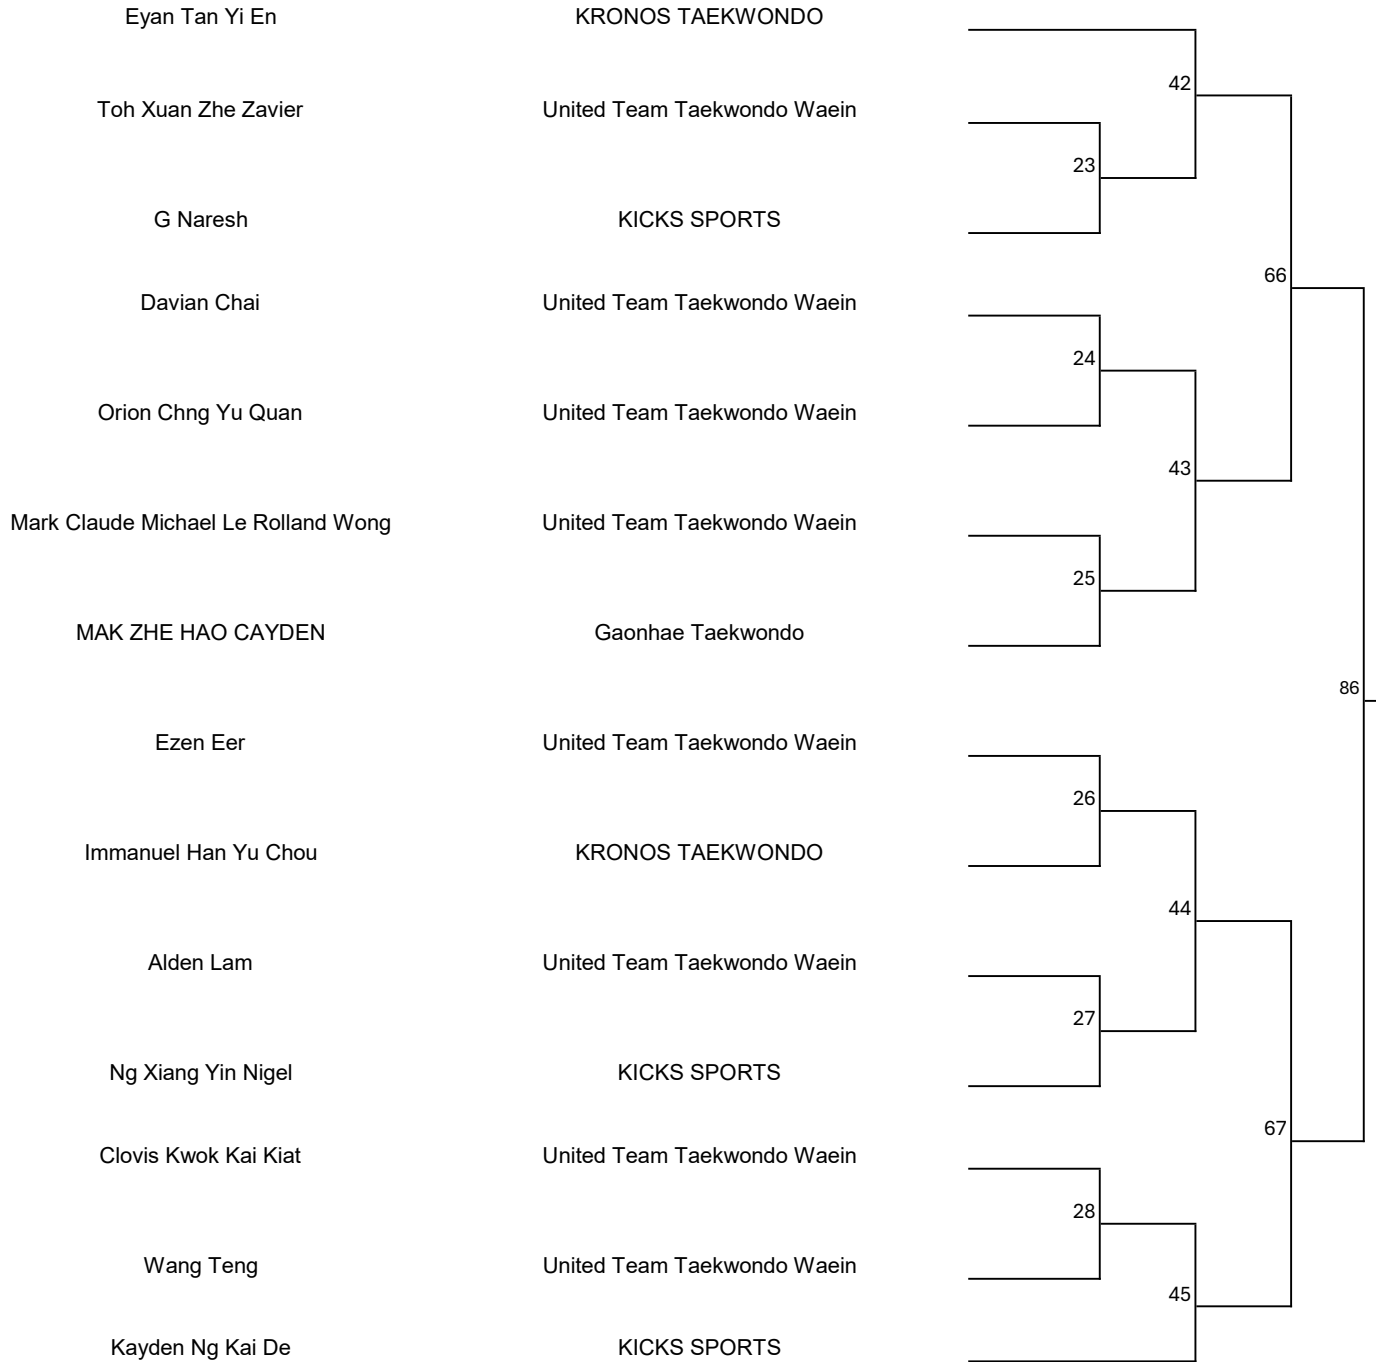 Eyan Tan Yi En KRONOS TAEKWONDO
42
Toh Xuan Zhe Zavier United Team Taekwondo Waein
23
G Naresh KICKS SPORTS
66
Davian Chai United Team Taekwondo Waein
24
Orion Chng Yu Quan United Team Taekwondo Waein
43
Mark Claude Michael Le Rolland Wong United Team Taekwondo Waein
25
MAK ZHE HAO CAYDEN Gaonhae Taekwondo
86
Ezen Eer United Team Taekwondo Waein
26
Immanuel Han Yu Chou KRONOS TAEKWONDO
44
Alden Lam United Team Taekwondo Waein
27
Ng Xiang Yin Nigel KICKS SPORTS
67
Clovis Kwok Kai Kiat United Team Taekwondo Waein
28
Wang Teng United Team Taekwondo Waein
45
Kayden Ng Kai De KICKS SPORTS